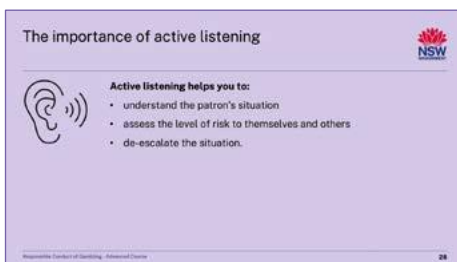 The importance of active listening
NSW
GOVERNMENT
Active listening helps you to:
• understand the patron's situation
• assess the level of risk to themselves and others
• de-escalate the situation.
Responsible Conduct of Gambling - Advanced Course
28